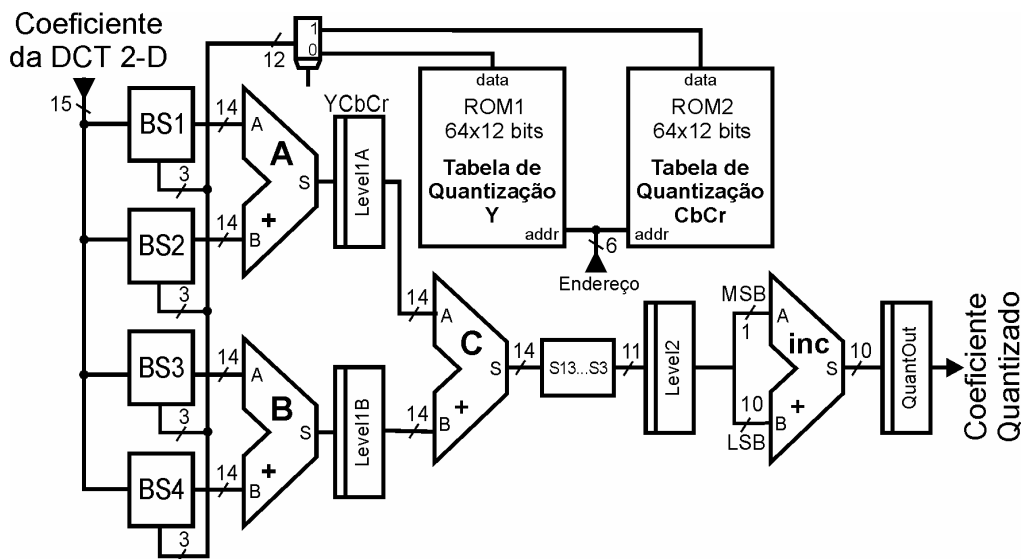 Coeficiente
da DCT 2-D
15
12
1
0
YCbCr
data
ROM1
64x12 bits
Tabela de
Quantização
Y
addr
data
ROM2
64x12 bits
Tabela de
Quantização
CbCr
addr
6
Endereço
BS1
14
3
BS2
14
3
BS3
14
3
BS4
14
3
A
A
S
+
B
Level1A
A
B
S
+
B
Level1B
14
14
A
C
S
+
B
14
S13...S3
11
Level2
MSB
1
10
LSB
A
inc
S
+
B
10
QuantOut
Coeficiente
Quantizado